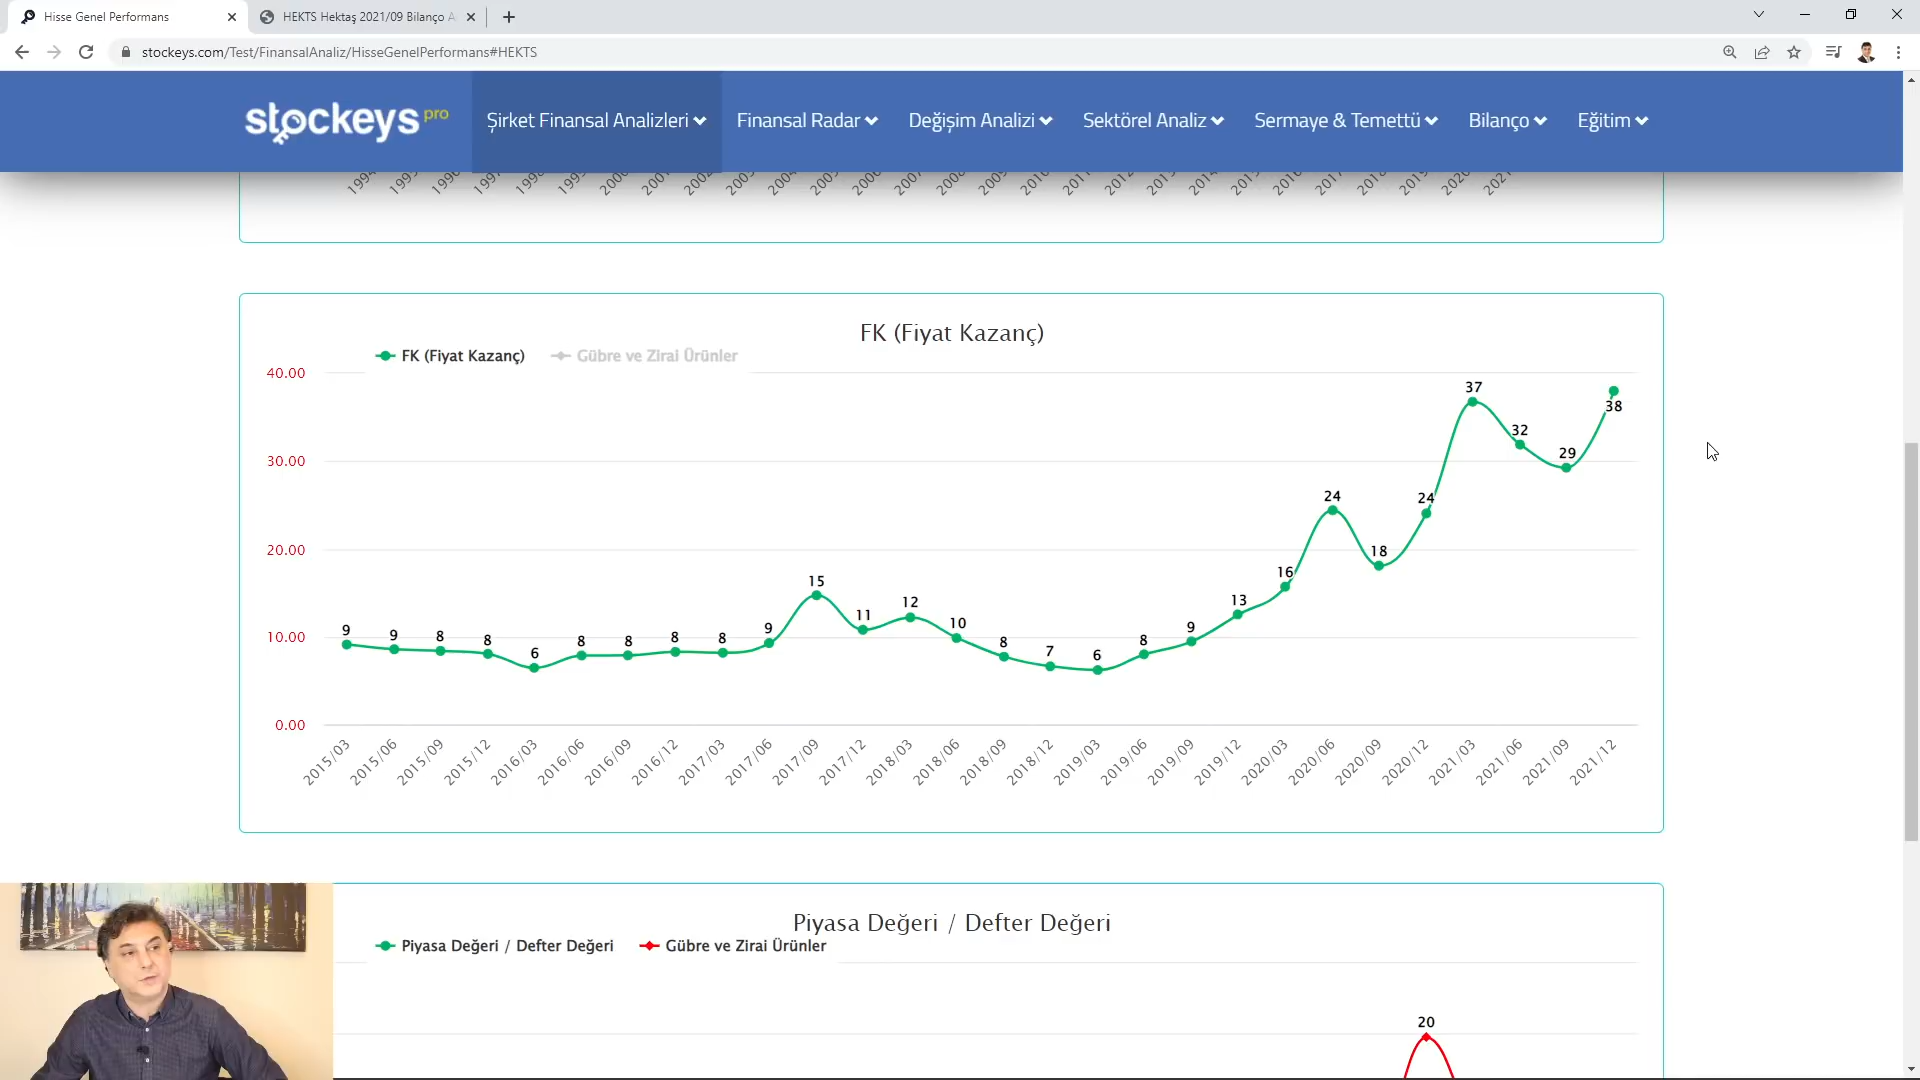 Hisse Genel Performans
HEKTS Hektaş 2021/09 Bilanço A
stockeys.com/Test/FinansalAnaliz/HisseGenelPerformans#HEKTS
stockeys pro
Şirket Finansal Analizleri
Finansal Radar
Değişim Analizi
Sektörel Analiz
Sermaye & Temettü
Bilanço
Eğitim
FK (Fiyat Kazanç)
FK (Fiyat Kazanç) Gübre ve Zirai Ürünler
40.00
30.00
20.00
10.00
0.00
9 9 8 8 6 8 8 8 8 9 15 11 12 10 8 7 6 8 9 13 16 24 18 24 37 32 29 38
2015/03 2015/06 2015/09 2015/12 2016/03 2016/06 2016/09 2016/12 2017/03 2017/06 2017/09 2017/12 2018/03 2018/06 2018/09 2018/12 2019/03 2019/06 2019/09 2019/12 2020/03 2020/06 2020/09 2020/12 2021/03 2021/06 2021/09 2021/12
Piyasa Değeri / Defter Değeri
Piyasa Değeri / Defter Değeri Gübre ve Zirai Ürünler
20